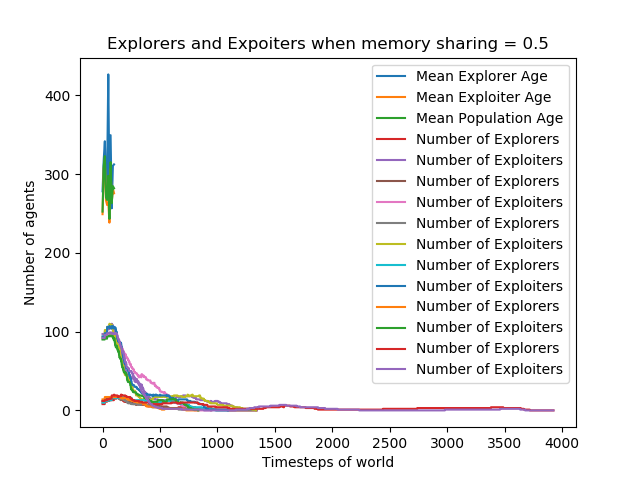 Explorers and Expoiters when memory sharing = 0.5
Number of agents
400
300
200
100
0
Mean Explorer Age
Mean Exploiter Age
Mean Population Age
Number of Explorers
Number of Exploiters
Number of Explorers
Number of Exploiters
Number of Explorers
Number of Exploiters
Number of Explorers
Number of Exploiters
Number of Explorers
Number of Exploiters
Number of Explorers
Number of Exploiters
0 500 1000 1500 2000 2500 3000 3500 4000
Timesteps of world